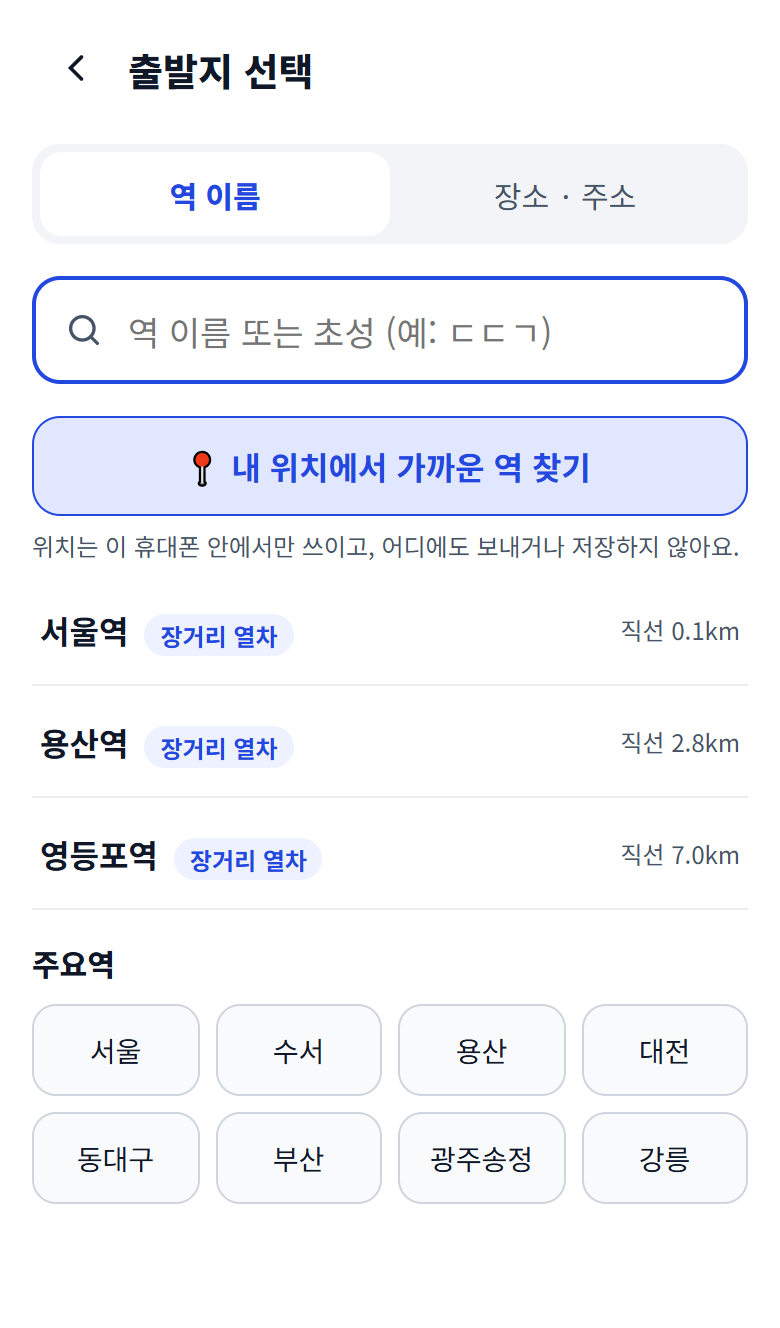 출발지 선택
역 이름
장소 · 주소
역 이름 또는 초성 (예: ㄷㄷㄱ)
내 위치에서 가까운 역 찾기
위치는 이 휴대폰 안에서만 쓰이고, 어디에도 보내거나 저장하지 않아요.
서울역 장거리 열차 직선 0.1km
용산역 장거리 열차 직선 2.8km
영등포역 장거리 열차 직선 7.0km
주요역
서울 수서 용산 대전
동대구 부산 광주송정 강릉